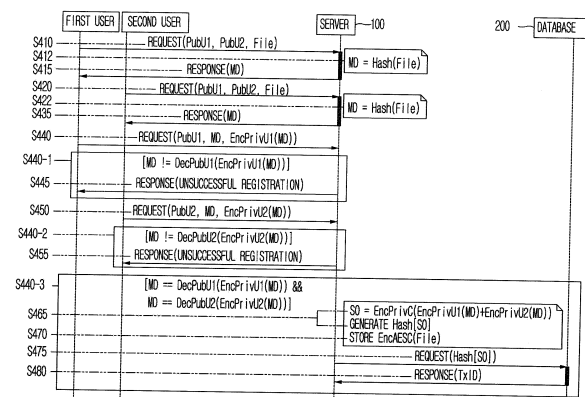 FIRST USER SECOND USER SERVER 100 200 DATABASE
S410 REQUEST(PubU1, PubU2, File)
S412 MD = Hash(File)
S415 RESPONSE(MD)
S420 REQUEST(PubU1, PubU2, File)
S422 MD = Hash(File)
S435 RESPONSE(MD)
S440 REQUEST(PubU1, MD, EncPrivU1(MD))
S440-1 [MD != DecPubU1(EncPrivU1(MD))]
S445 RESPONSE(UNSUCCESSFUL REGISTRATION)
S450 REQUEST(PubU2, MD, EncPrivU2(MD))
S440-2 [MD != DecPubU2(EncPrivU2(MD))]
S455 RESPONSE(UNSUCCESSFUL REGISTRATION)
S440-3 [MD == DecPubU1(EncPrivU1(MD)) &&
MD == DecPubU2(EncPrivU2(MD))]
S465 SO = EncPrivC(EncPrivU1(MD)+EncPrivU2(MD))
GENERATE Hash[SO]
S470 STORE EncAESC(File)
S475 REQUEST(Hash[SO])
S480 RESPONSE(TxID)